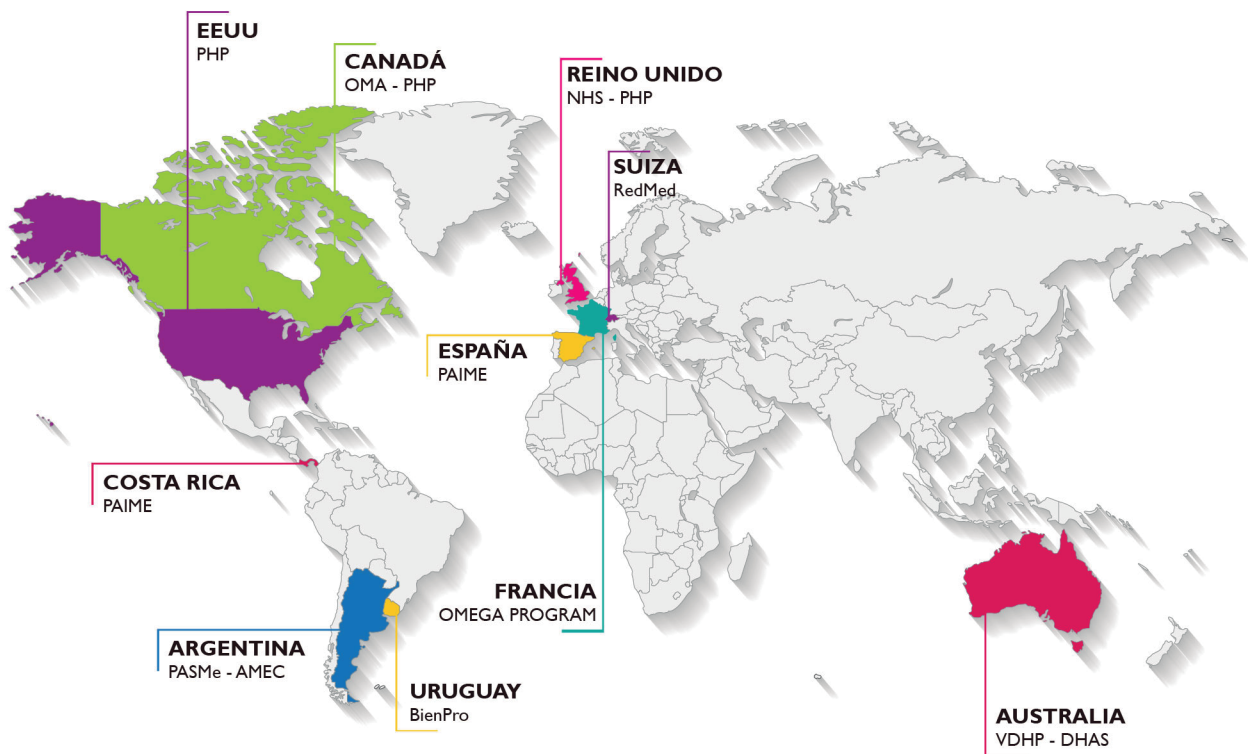 EEUU
PHP
CANADÁ
OMA - PHP
REINO UNIDO
NHS - PHP
SUIZA
RedMed
ESPAÑA
PAIME
COSTA RICA
PAIME
FRANCIA
OMEGA PROGRAM
ARGENTINA
PASMe - AMEC
URUGUAY
BienPro
AUSTRALIA
VDHP - DHAS